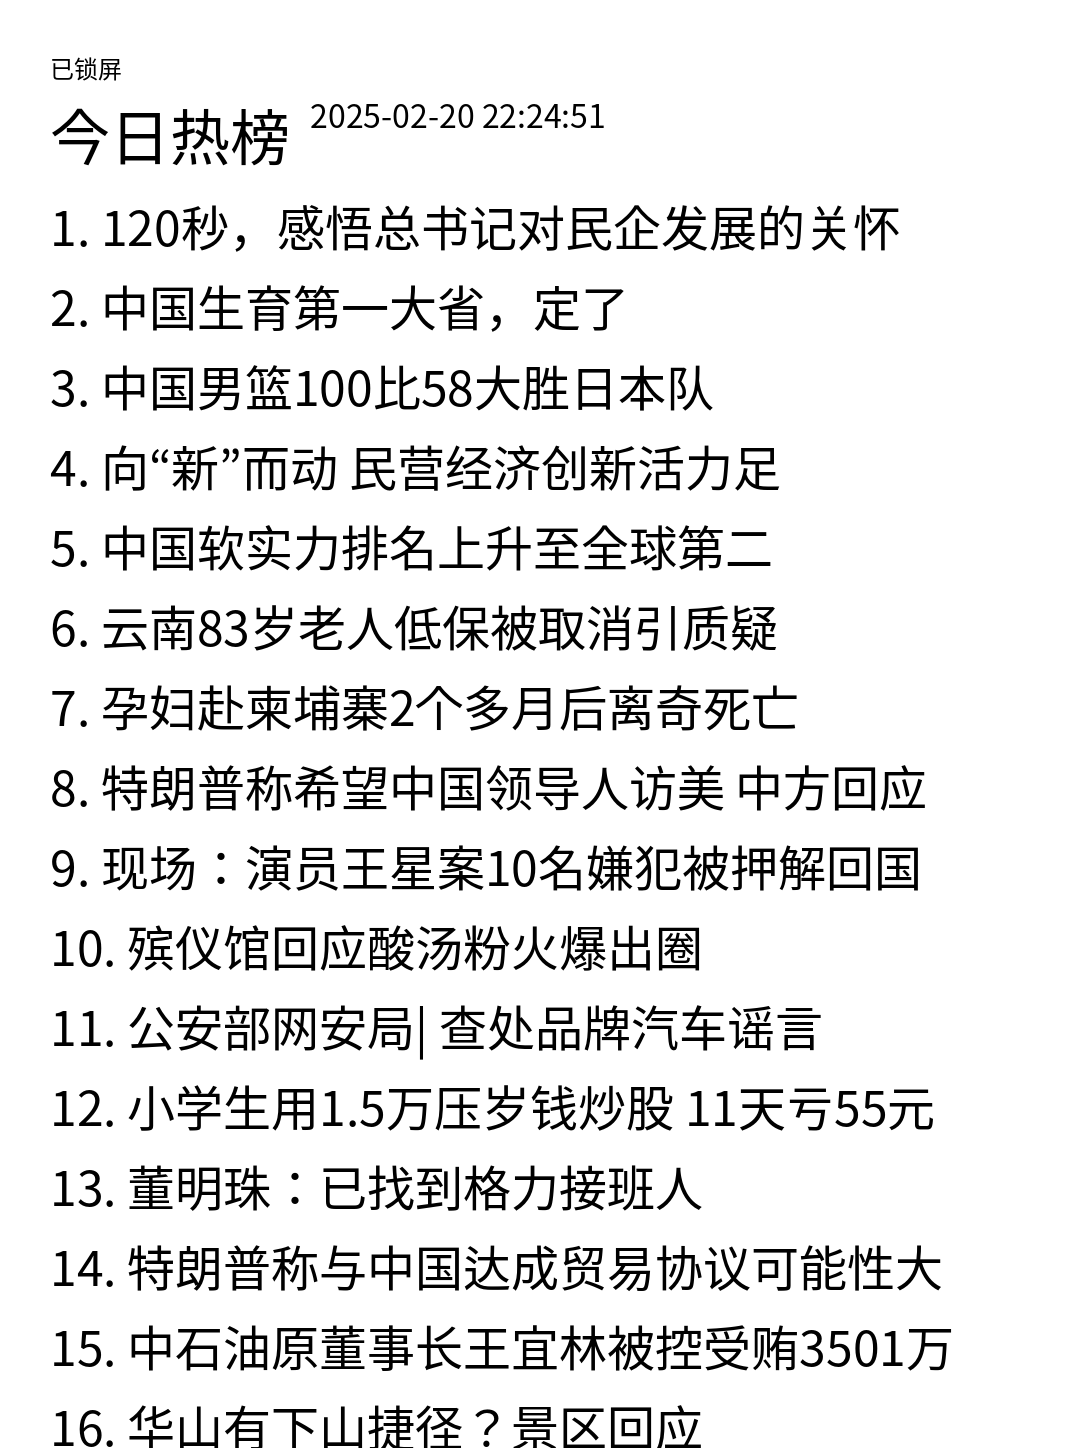 已锁屏
今日热榜 2025-02-20 22:24:51
1. 120秒，感悟总书记对民企发展的关怀
2. 中国生育第一大省，定了
3. 中国男篮100比58大胜日本队
4. 向“新”而动 民营经济创新活力足
5. 中国软实力排名上升至全球第二
6. 云南83岁老人低保被取消引质疑
7. 孕妇赴柬埔寨2个多月后离奇死亡
8. 特朗普称希望中国领导人访美 中方回应
9. 现场：演员王星案10名嫌犯被押解回国
10. 殡仪馆回应酸汤粉火爆出圈
11. 公安部网安局| 查处品牌汽车谣言
12. 小学生用1.5万压岁钱炒股 11天亏55元
13. 董明珠：已找到格力接班人
14. 特朗普称与中国达成贸易协议可能性大
15. 中石油原董事长王宜林被控受贿3501万
16. 华山有下山捷径？景区回应